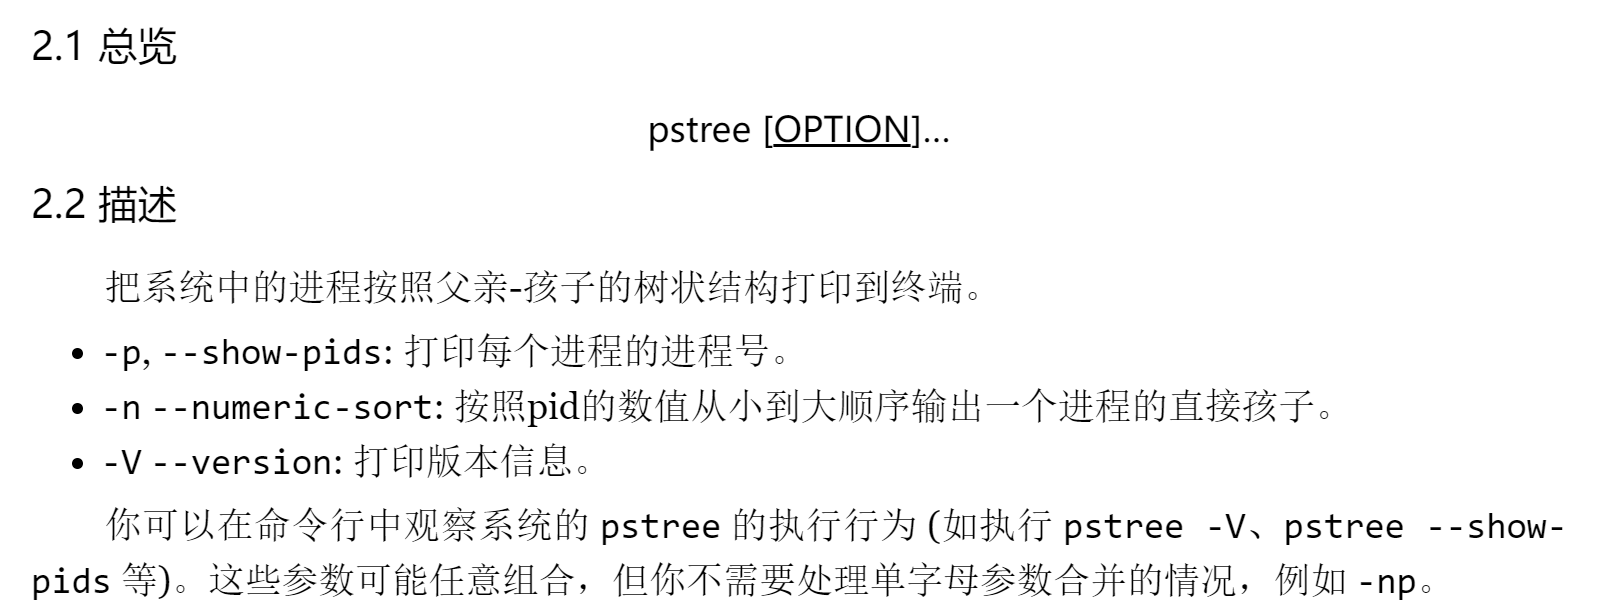 2.1 总览
pstree [OPTION]...
2.2 描述
把系统中的进程按照父亲-孩子的树状结构打印到终端。
• -p, --show-pids: 打印每个进程的进程号。
• -n --numeric-sort: 按照pid的数值从小到大顺序输出一个进程的直接孩子。
• -V --version: 打印版本信息。
你可以在命令行中观察系统的 pstree 的执行行为 (如执行 pstree -V、pstree --show-
pids 等)。这些参数可能任意组合，但你不需要处理单字母参数合并的情况，例如 -np。